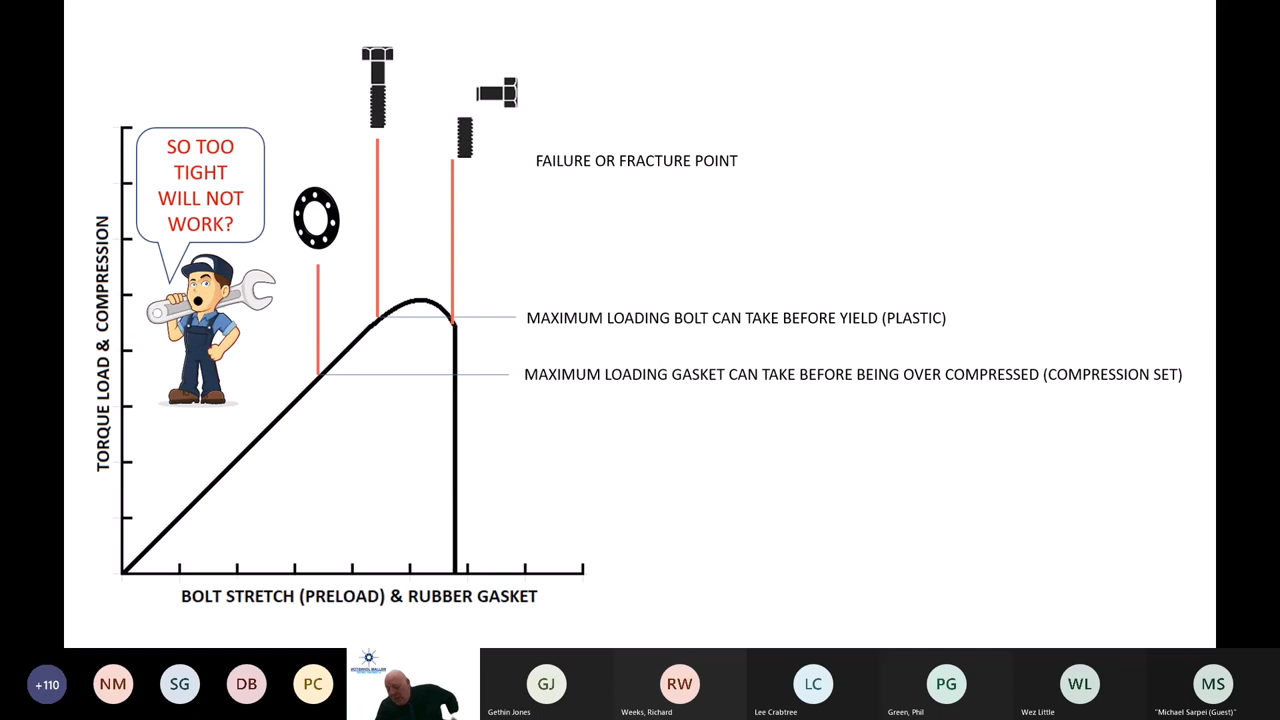 SO TOO
TIGHT
WILL NOT
WORK?
FAILURE OR FRACTURE POINT
TORQUE LOAD & COMPRESSION
MAXIMUM LOADING BOLT CAN TAKE BEFORE YIELD (PLASTIC)
MAXIMUM LOADING GASKET CAN TAKE BEFORE BEING OVER COMPRESSED (COMPRESSION SET)
BOLT STRETCH (PRELOAD) & RUBBER GASKET
+110
NM
SG
DB
PC
GJ
RW
LC
PG
WL
MS
Gethin Jones
Weeks, Richard
Lee Crabtree
Green, Phil
Wez Little
"Michael Sarpei (Guest)"